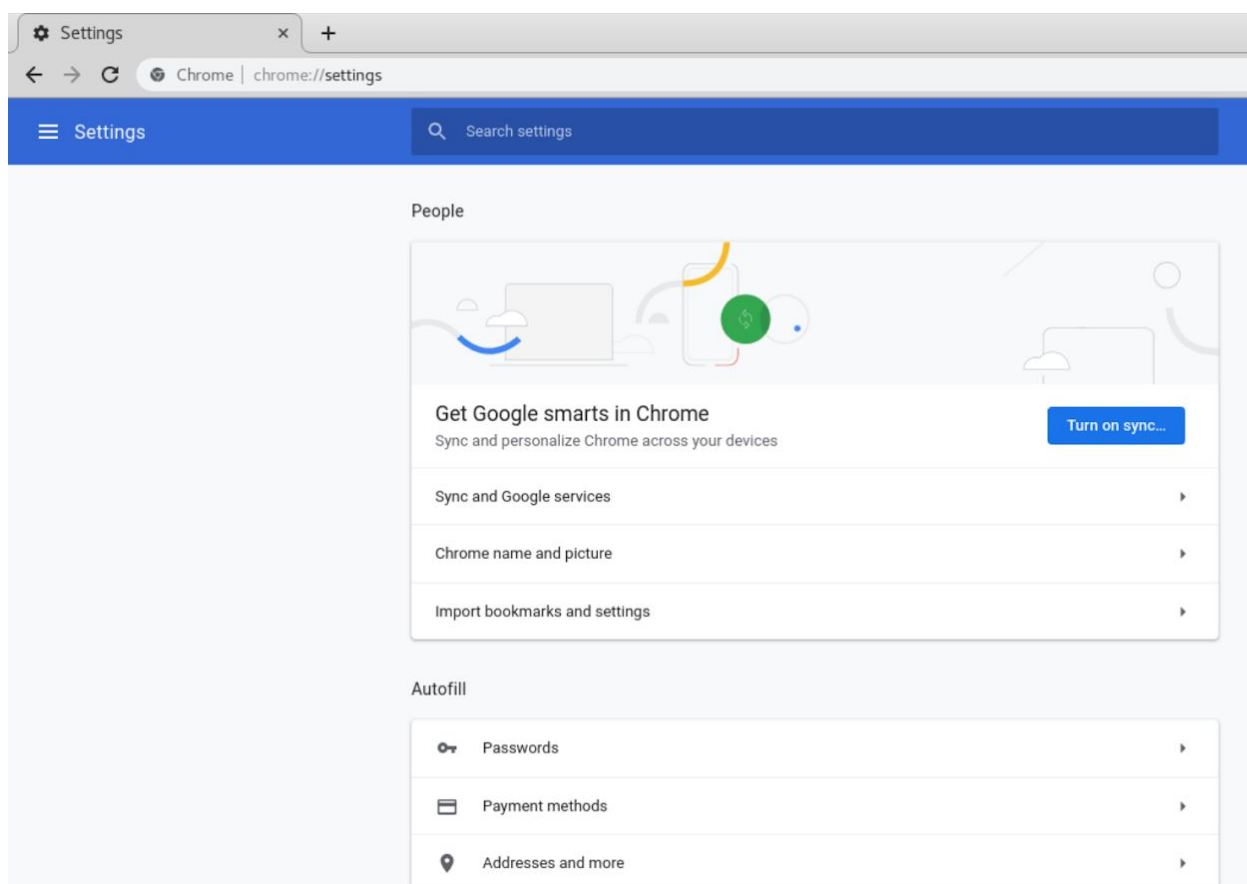 Settings
Chrome | chrome://settings
Settings
Search settings
People
Get Google smarts in Chrome
Sync and personalize Chrome across your devices
Turn on sync...
Sync and Google services
Chrome name and picture
Import bookmarks and settings
Autofill
Passwords
Payment methods
Addresses and more